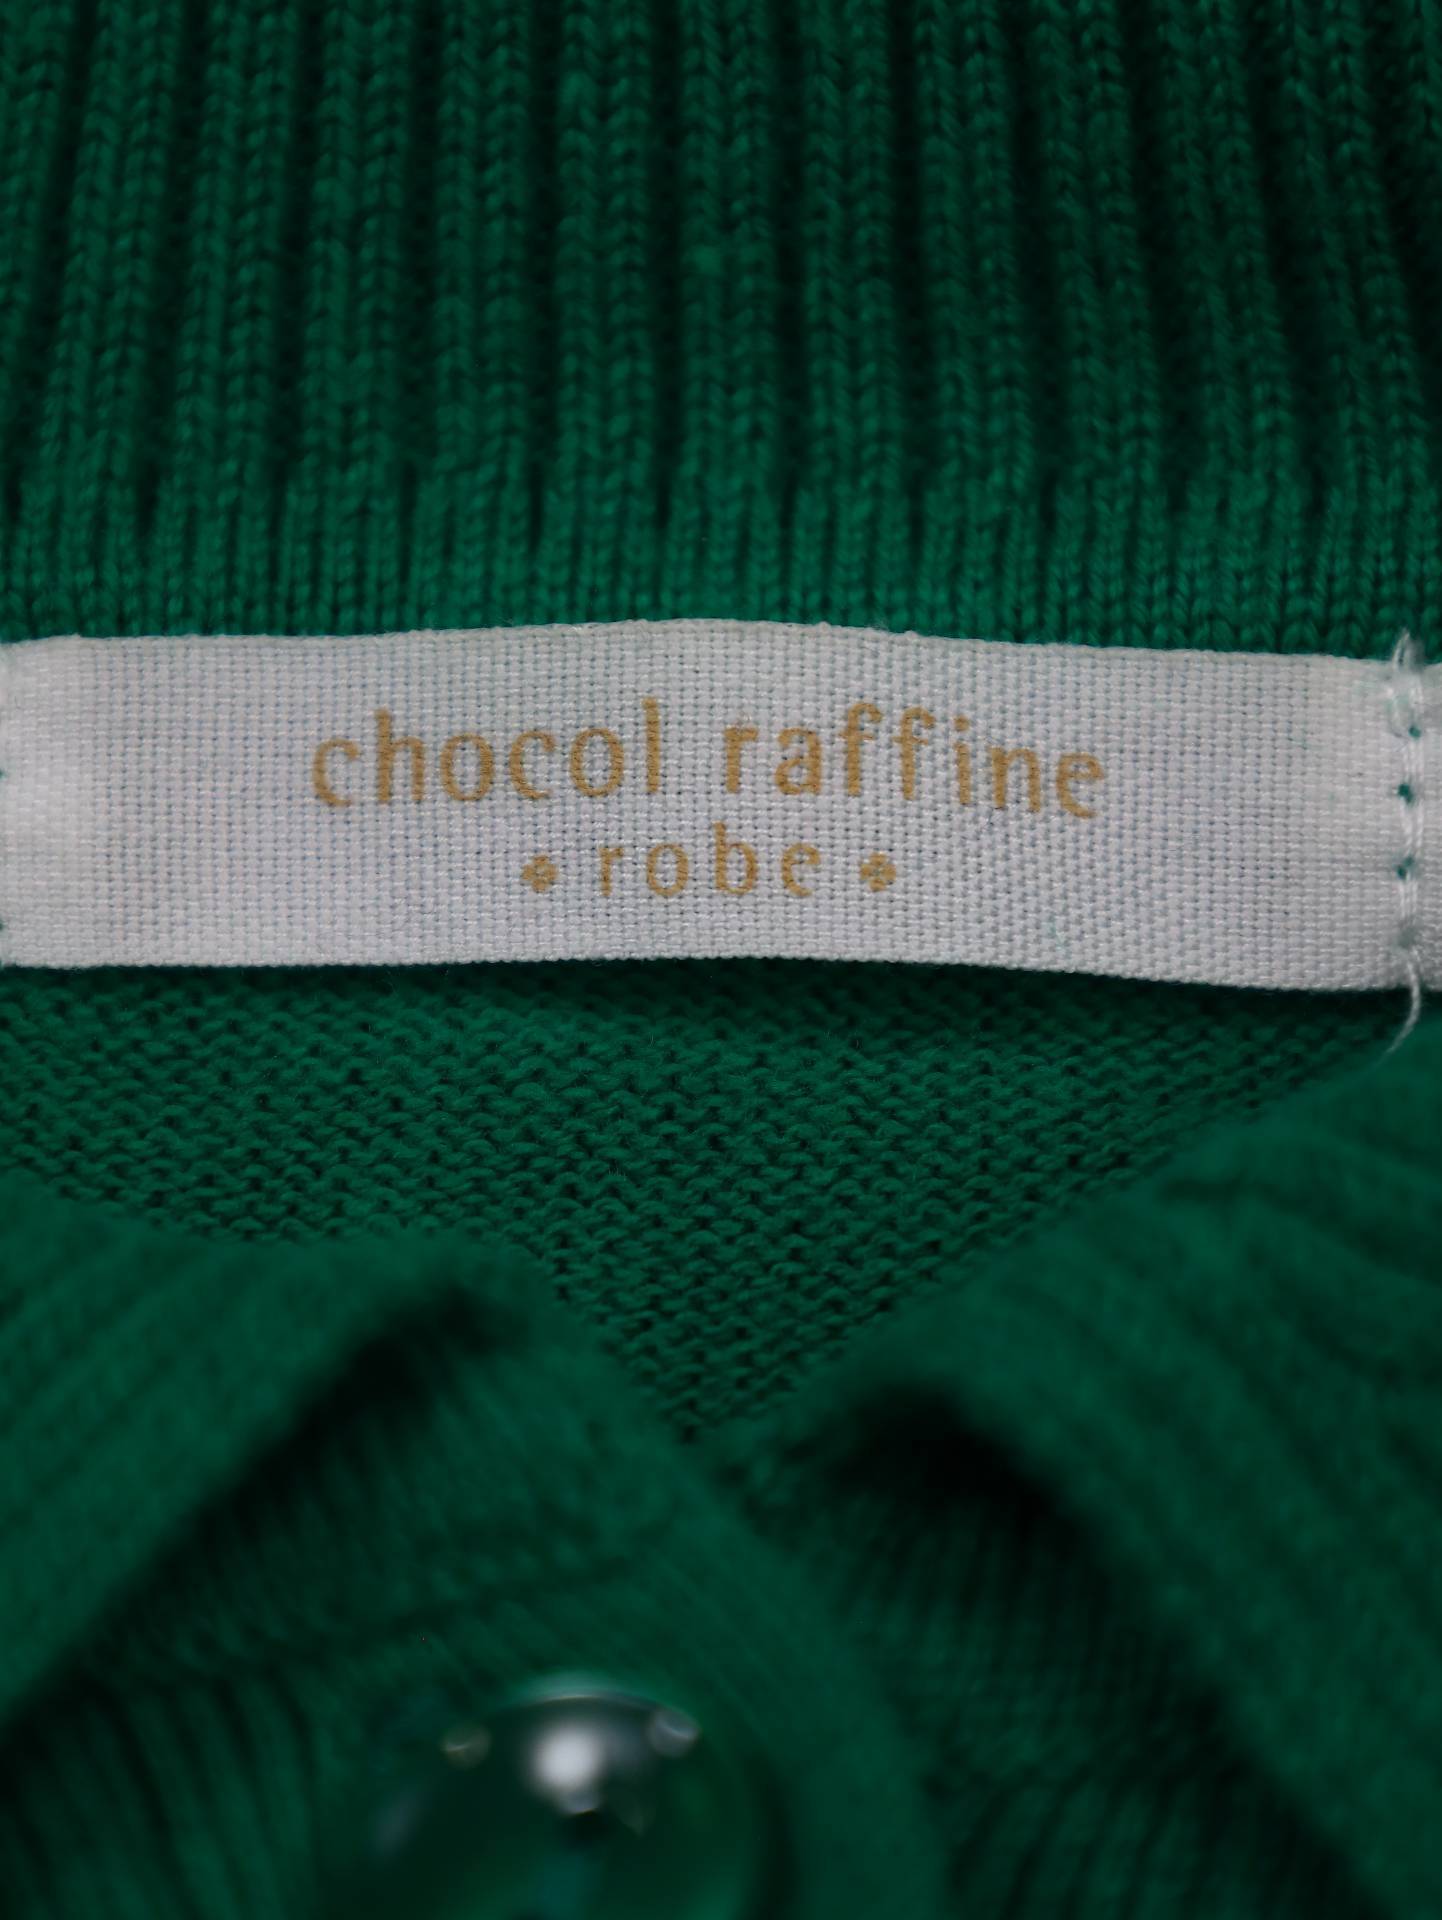 chocol raffine
robe